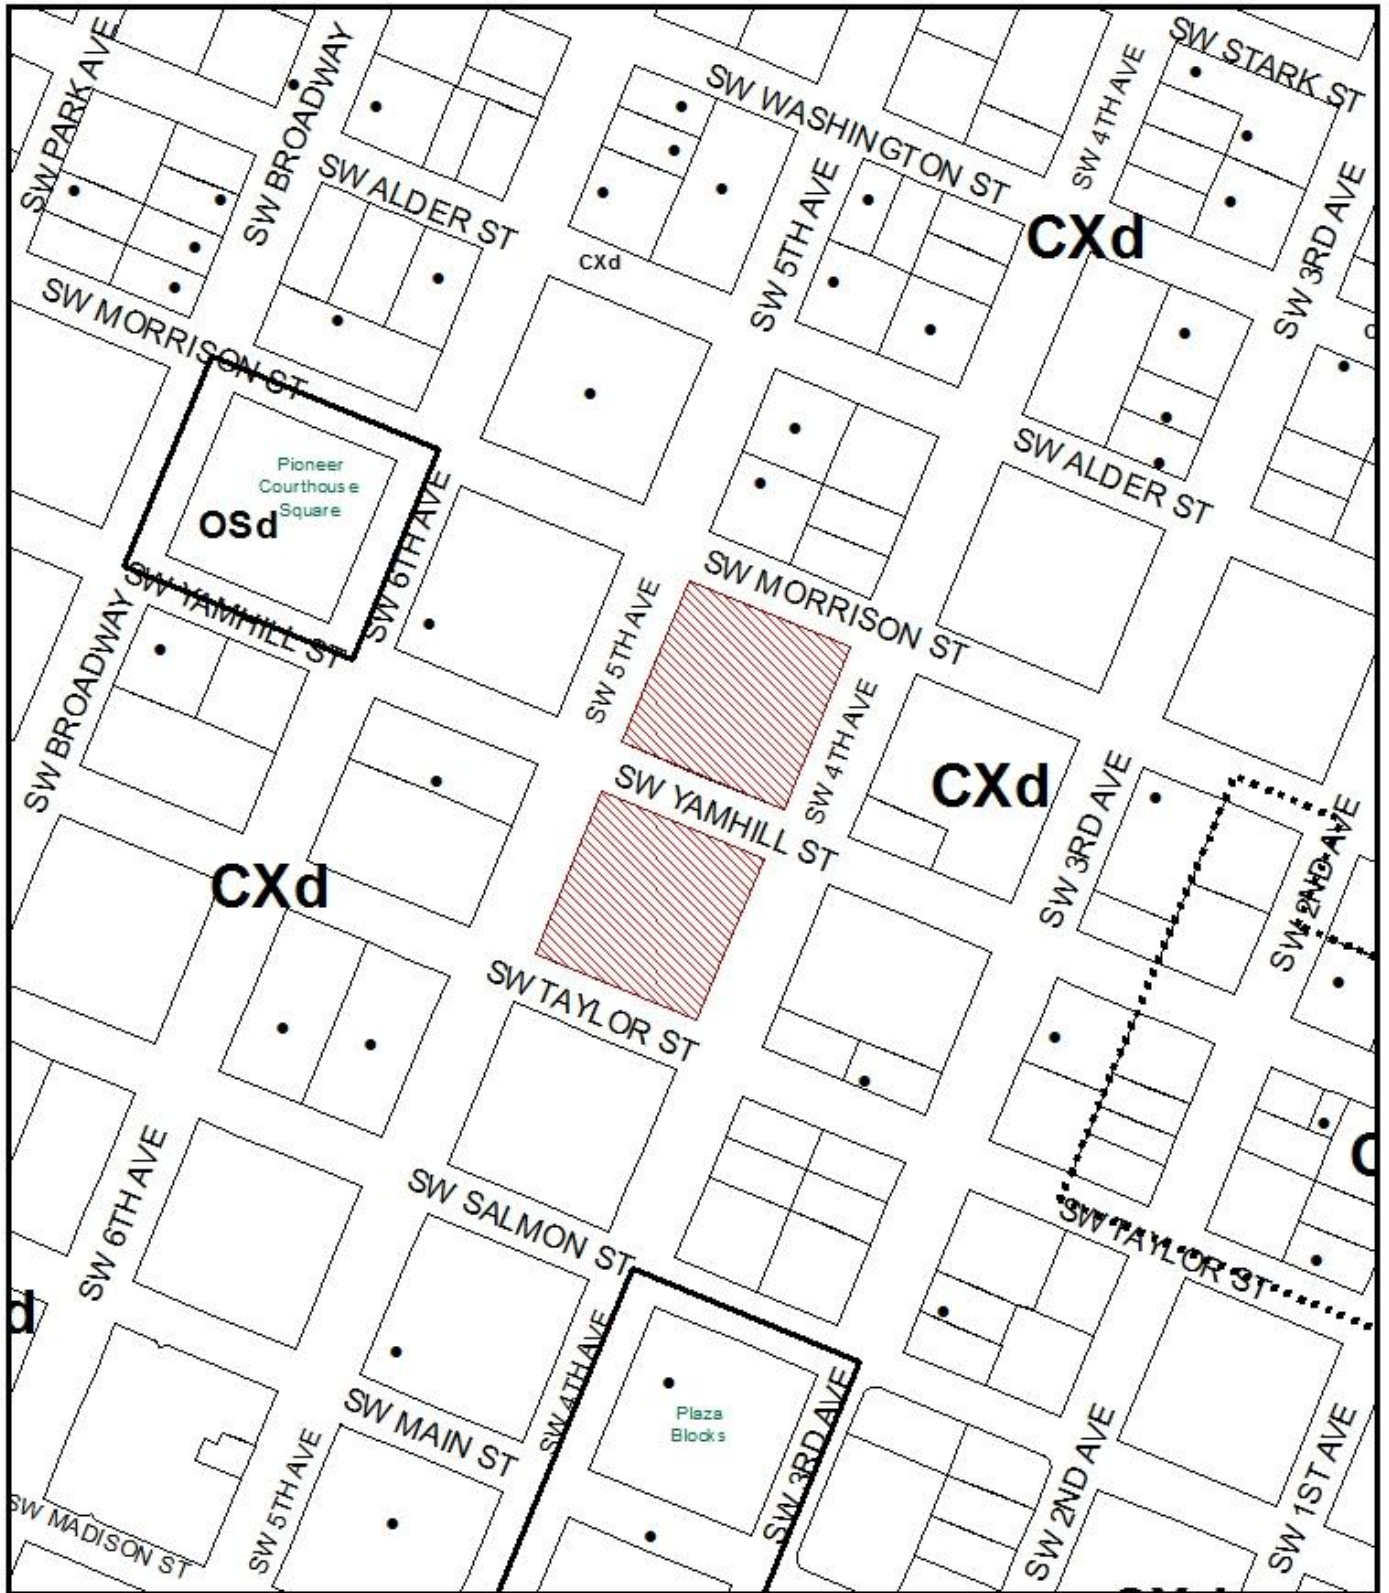 SW PARK AVE
SW BROADWAY
SW STARK ST
SW WASHINGTON ST
SW 4TH AVE
SW ALDER ST
SW 5TH AVE
SW 3RD AVE
CXd
CXd
SW MORRISON ST
Pioneer
Courthouse
Square
OSd
SW 6TH AVE
SW ALDER ST
SW YAMHILL ST
SW MORRISON ST
SW 5TH AVE
SW BROADWAY
SW 4TH AVE
CXd
SW YAMHILL ST
SW 3RD AVE
SW 2ND AVE
CXd
SW TAYLOR ST
C
SW 6TH AVE
SW SALMON ST
SW TAYLOR ST
d
SW 4TH AVE
SW MAIN ST
Plaza
Blocks
SW 3RD AVE
SW 5TH AVE
SW 2ND AVE
SW 1ST AVE
SW MADISON ST